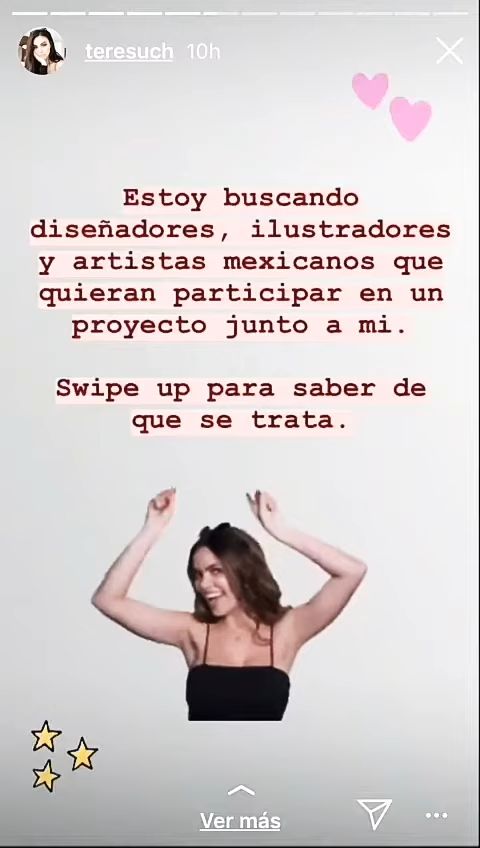 teresuch 10h
Estoy buscando
diseñadores, ilustradores
y artistas mexicanos que
quieran participar en un
proyecto junto a mi.
Swipe up para saber de
que se trata.
Ver más